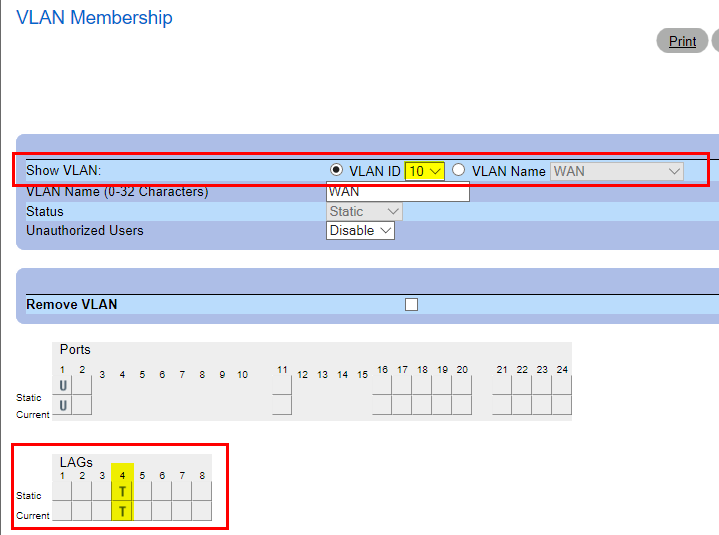 VLAN Membership
Print
Show VLAN: VLAN ID 10 VLAN Name WAN
VLAN Name (0-32 Characters) WAN
Status Static
Unauthorized Users Disable
Remove VLAN
Ports
1 2 3 4 5 6 7 8 9 10 11 12 13 14 15 16 17 18 19 20 21 22 23 24
Static U
Current U
LAGs
1 2 3 4 5 6 7 8
Static T
Current T